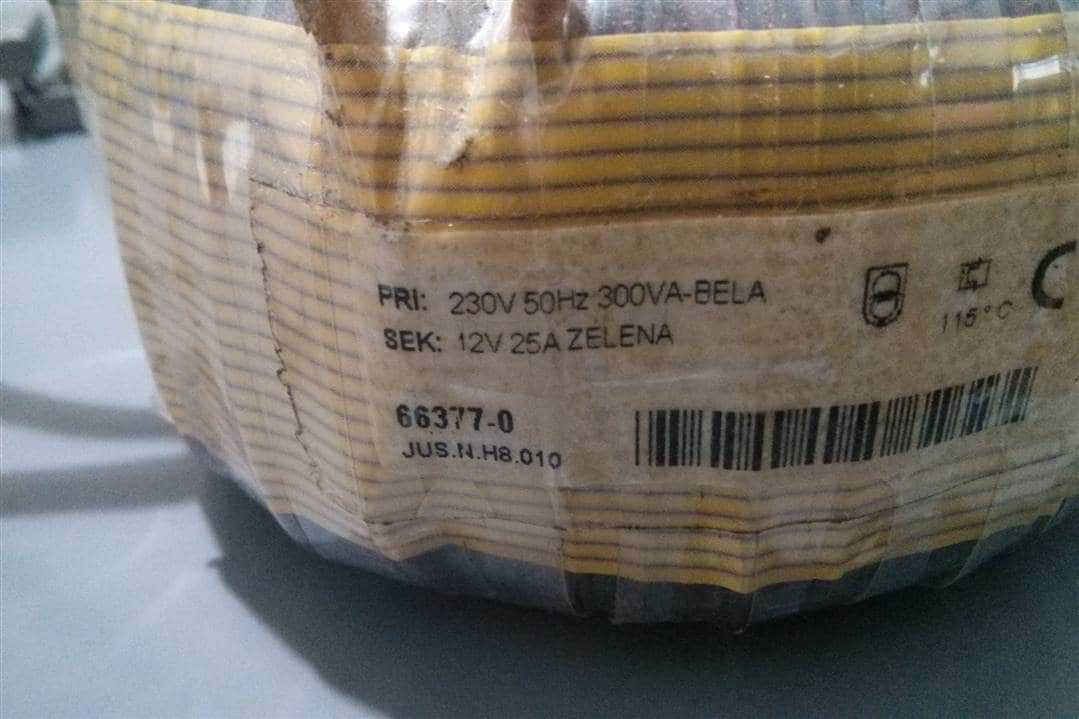 PRI: 230V 50Hz 300VA-BELA
SEK: 12V 25A ZELENA
115°C
66377-0
JUS.N.H8.010